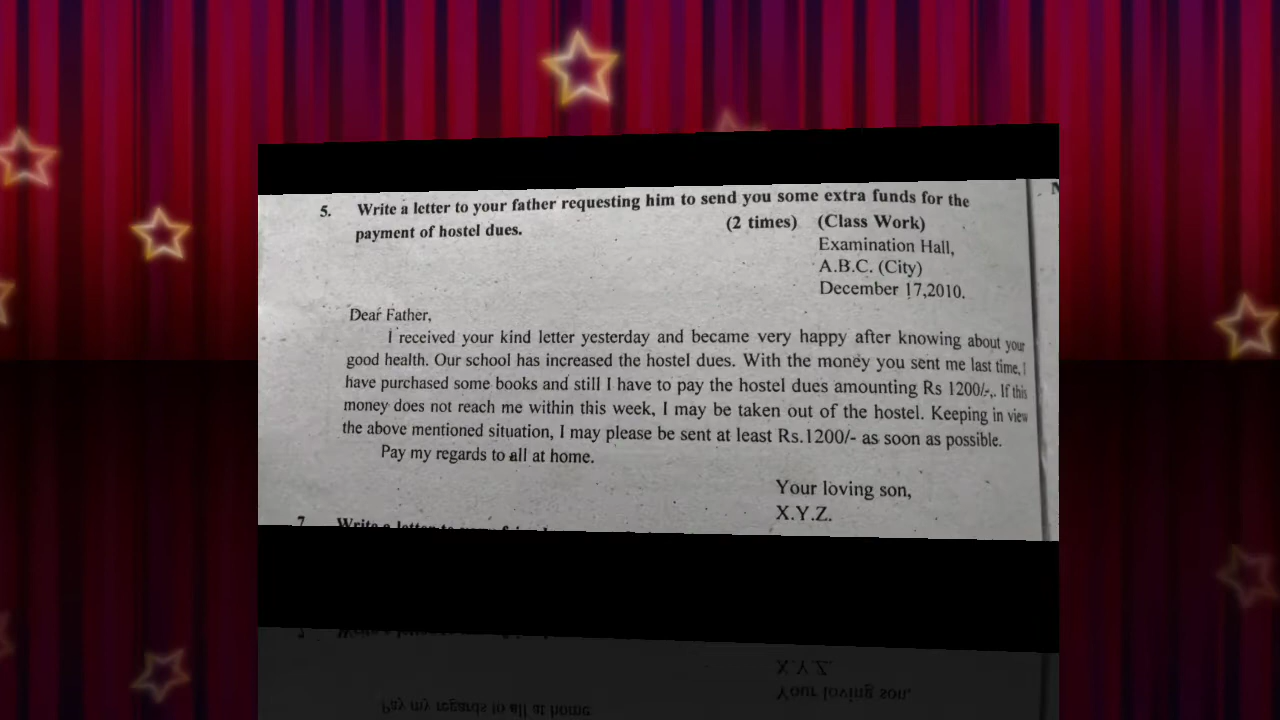 5. Write a letter to your father requesting him to send you some extra funds for the
payment of hostel dues. (2 times) (Class Work)
Examination Hall,
A.B.C. (City)
December 17,2010.
Dear Father,
I received your kind letter yesterday and became very happy after knowing about your
good health. Our school has increased the hostel dues. With the money you sent me last time, I
have purchased some books and still I have to pay the hostel dues amounting Rs 1200/-,. If this
money does not reach me within this week, I may be taken out of the hostel. Keeping in view
the above mentioned situation, I may please be sent at least Rs.1200/- as soon as possible.
Pay my regards to all at home.
Your loving son,
X.Y.Z.
7 Write a letter to your friend